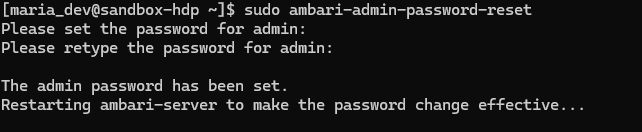 [maria_dev@sandbox-hdp ~]$ sudo ambari-admin-password-reset
Please set the password for admin:
Please retype the password for admin:

The admin password has been set.
Restarting ambari-server to make the password change effective...